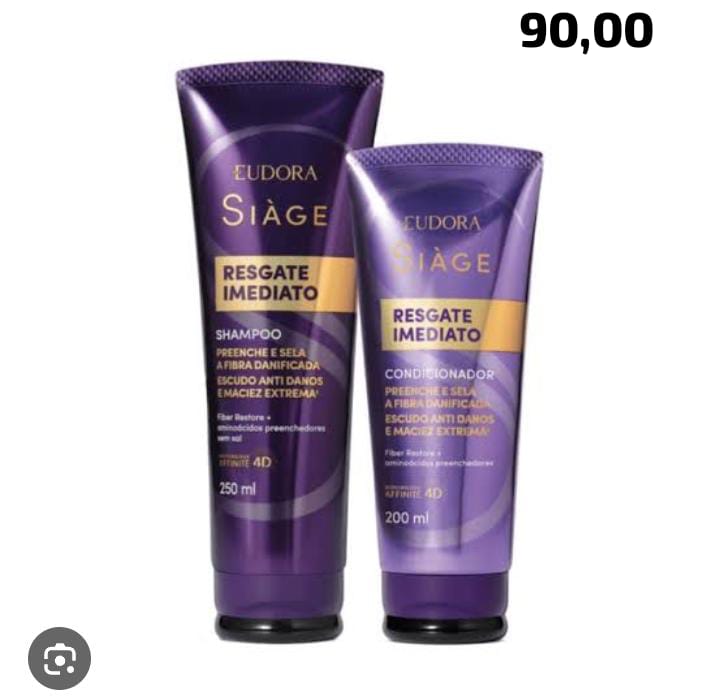 90,00
EUDORA
SIÀGE
RESGATE
IMEDIATO
SHAMPOO
PREENCHE E SELA
A FIBRA DANIFICADA
ESCUDO ANTI DANOS
E MACIEZ EXTREMA¹
Fiber Restore +
aminoácidos preenchedores
sem sal
AFFINITÉ 4D
250 ml
EUDORA
SIÀGE
RESGATE
IMEDIATO
CONDICIONADOR
PREENCHE E SELA
A FIBRA DANIFICADA
ESCUDO ANTI DANOS
E MACIEZ EXTREMA¹
Fiber Restore +
aminoácidos preenchedores
AFFINITÉ 4D
200 ml